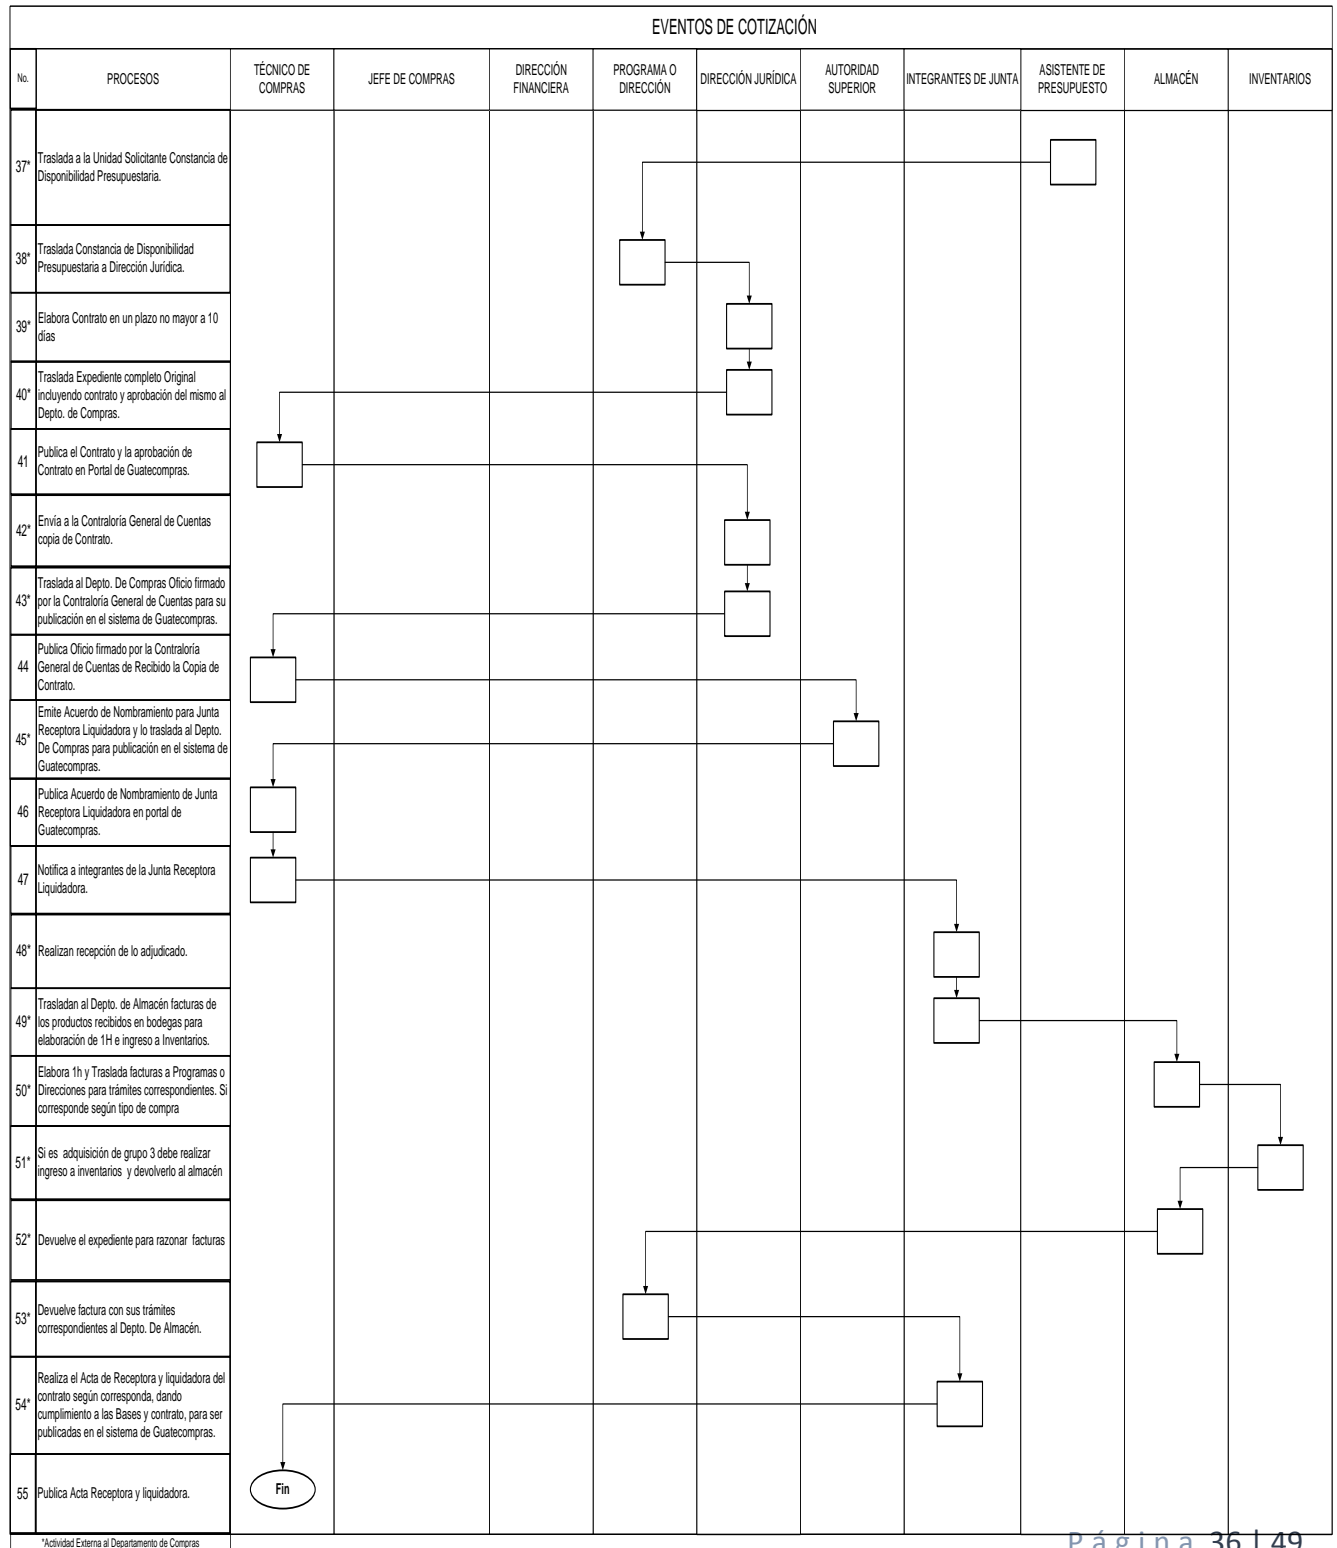 EVENTOS DE COTIZACIÓN
No.
PROCESOS
TÉCNICO DE
COMPRAS
JEFE DE COMPRAS
DIRECCIÓN
FINANCIERA
PROGRAMA O
DIRECCIÓN
DIRECCIÓN JURÍDICA
AUTORIDAD
SUPERIOR
INTEGRANTES DE JUNTA
ASISTENTE DE
PRESUPUESTO
ALMACÉN
INVENTARIOS
37*
Traslada a la Unidad Solicitante Constancia de
Disponibilidad Presupuestaria.
38*
Traslada Constancia de Disponibilidad
Presupuestaria a Dirección Jurídica.
39*
Elabora Contrato en un plazo no mayor a 10
días
40*
Traslada Expediente completo Original
incluyendo contrato y aprobación del mismo al
Depto. de Compras.
41
Publica el Contrato y la aprobación de
Contrato en Portal de Guatecompras.
42*
Envía a la Contraloría General de Cuentas
copia de Contrato.
43*
Traslada al Depto. De Compras Oficio firmado
por la Contraloría General de Cuentas para su
publicación en el sistema de Guatecompras.
44
Publica Oficio firmado por la Contraloría
General de Cuentas de Recibido la Copia de
Contrato.
45*
Emite Acuerdo de Nombramiento para Junta
Receptora Liquidadora y lo traslada al Depto.
De Compras para publicación en el sistema de
Guatecompras.
46
Publica Acuerdo de Nombramiento de Junta
Receptora Liquidadora en portal de
Guatecompras.
47
Notifica a integrantes de la Junta Receptora
Liquidadora.
48*
Realizan recepción de lo adjudicado.
49*
Trasladan al Depto. de Almacén facturas de
los productos recibidos en bodegas para
elaboración de 1H e ingreso a Inventarios.
50*
Elabora 1h y Traslada facturas a Programas o
Direcciones para trámites correspondientes. Si
corresponde según tipo de compra
51*
Si es adquisición de grupo 3 debe realizar
ingreso a inventarios y devolverlo al almacén
52*
Devuelve el expediente para razonar facturas
53*
Devuelve factura con sus trámites
correspondientes al Depto. De Almacén.
54*
Realiza el Acta de Receptora y liquidadora del
contrato según corresponda, dando
cumplimiento a las Bases y contrato, para ser
publicadas en el sistema de Guatecompras.
55
Publica Acta Receptora y liquidadora.
Fin
*Actividad Externa al Departamento de Compras
Página 36 | 49